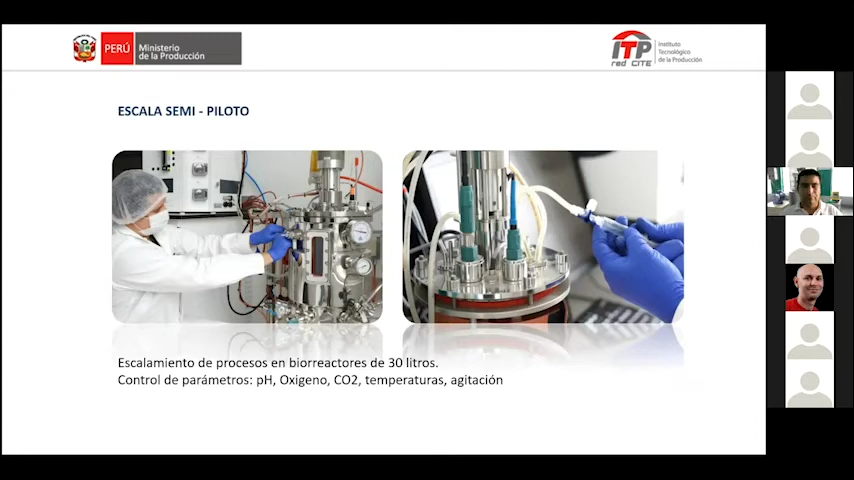 PERÚ
Ministerio
de la Producción
ITP
red CITE
Instituto
Tecnológico
de la Producción
ESCALA SEMI - PILOTO
Escalamiento de procesos en biorreactores de 30 litros.
Control de parámetros: pH, Oxigeno, CO2, temperaturas, agitación